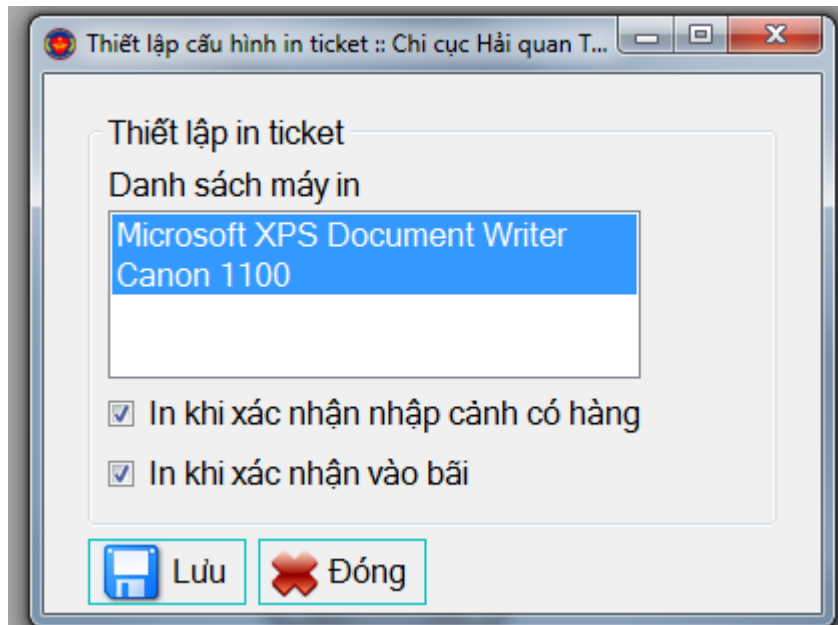 Thiết lập cấu hình in ticket :: Chi cục Hải quan T...
Thiết lập in ticket
Danh sách máy in
Microsoft XPS Document Writer
Canon 1100
In khi xác nhận nhập cảnh có hàng
In khi xác nhận vào bãi
Lưu
Đóng